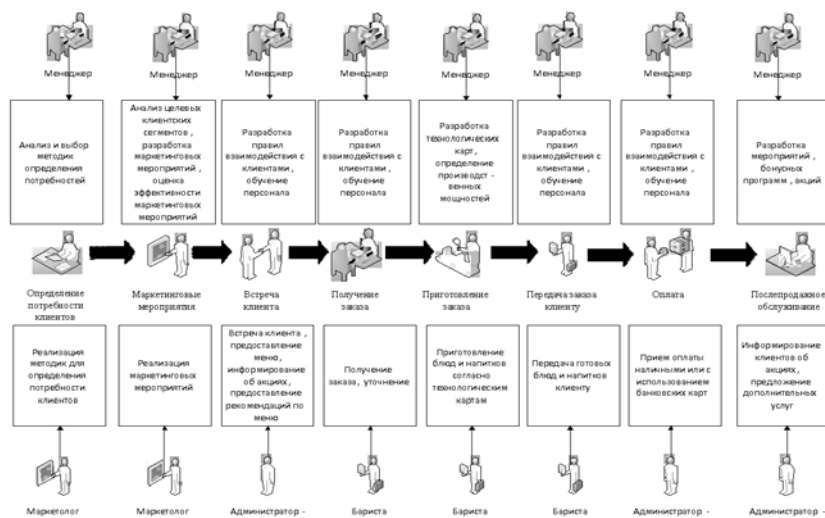 Менеджер
Менеджер
Менеджер
Менеджер
Менеджер
Менеджер
Менеджер
Менеджер
Анализ и выбор
методик
определения
потребностей
Анализ целевых
клиентских
сегментов ,
разработка
маркетинговых
мероприятий ,
оценка
эффективности
маркетинговых
мероприятий
Разработка
правил
взаимодействия с
клиентами ,
обучение
персонала
Разработка
правил
взаимодействия с
клиентами ,
обучение
персонала
Разработка
технологических
карт,
определение
производст -
венных
мощностей
Разработка
правил
взаимодействия с
клиентами ,
обучение
персонала
Разработка
правил
взаимодействия с
клиентами ,
обучение
персонала
Разработка
мероприятий ,
бонусных
программ , акций
Определение
потребности
клиентов
Маркетинговые
мероприятия
Встреча
клиента
Получение
заказа
Приготовление
заказа
Передача заказа
клиенту
Оплата
Послепродажное
обслуживание
Реализация
методик для
определения
потребности
клиентов
Реализация
маркетинговых
мероприятий
Встреча клиента ,
предоставление
меню,
информирование
об акциях,
предоставление
рекомендаций по
меню
Получение
заказа , уточнение
Приготовление
блюд и напитков
согласно
технологическим
картам
Передача готовых
блюд и напитков
клиенту
Прием оплаты
наличными или с
использованием
банковских карт
Информирование
клиентов об
акциях,
предложение
дополнительных
услуг
Маркетолог
Маркетолог
Администратор -
Бариста
Бариста
Бариста
Администратор -
Администратор -